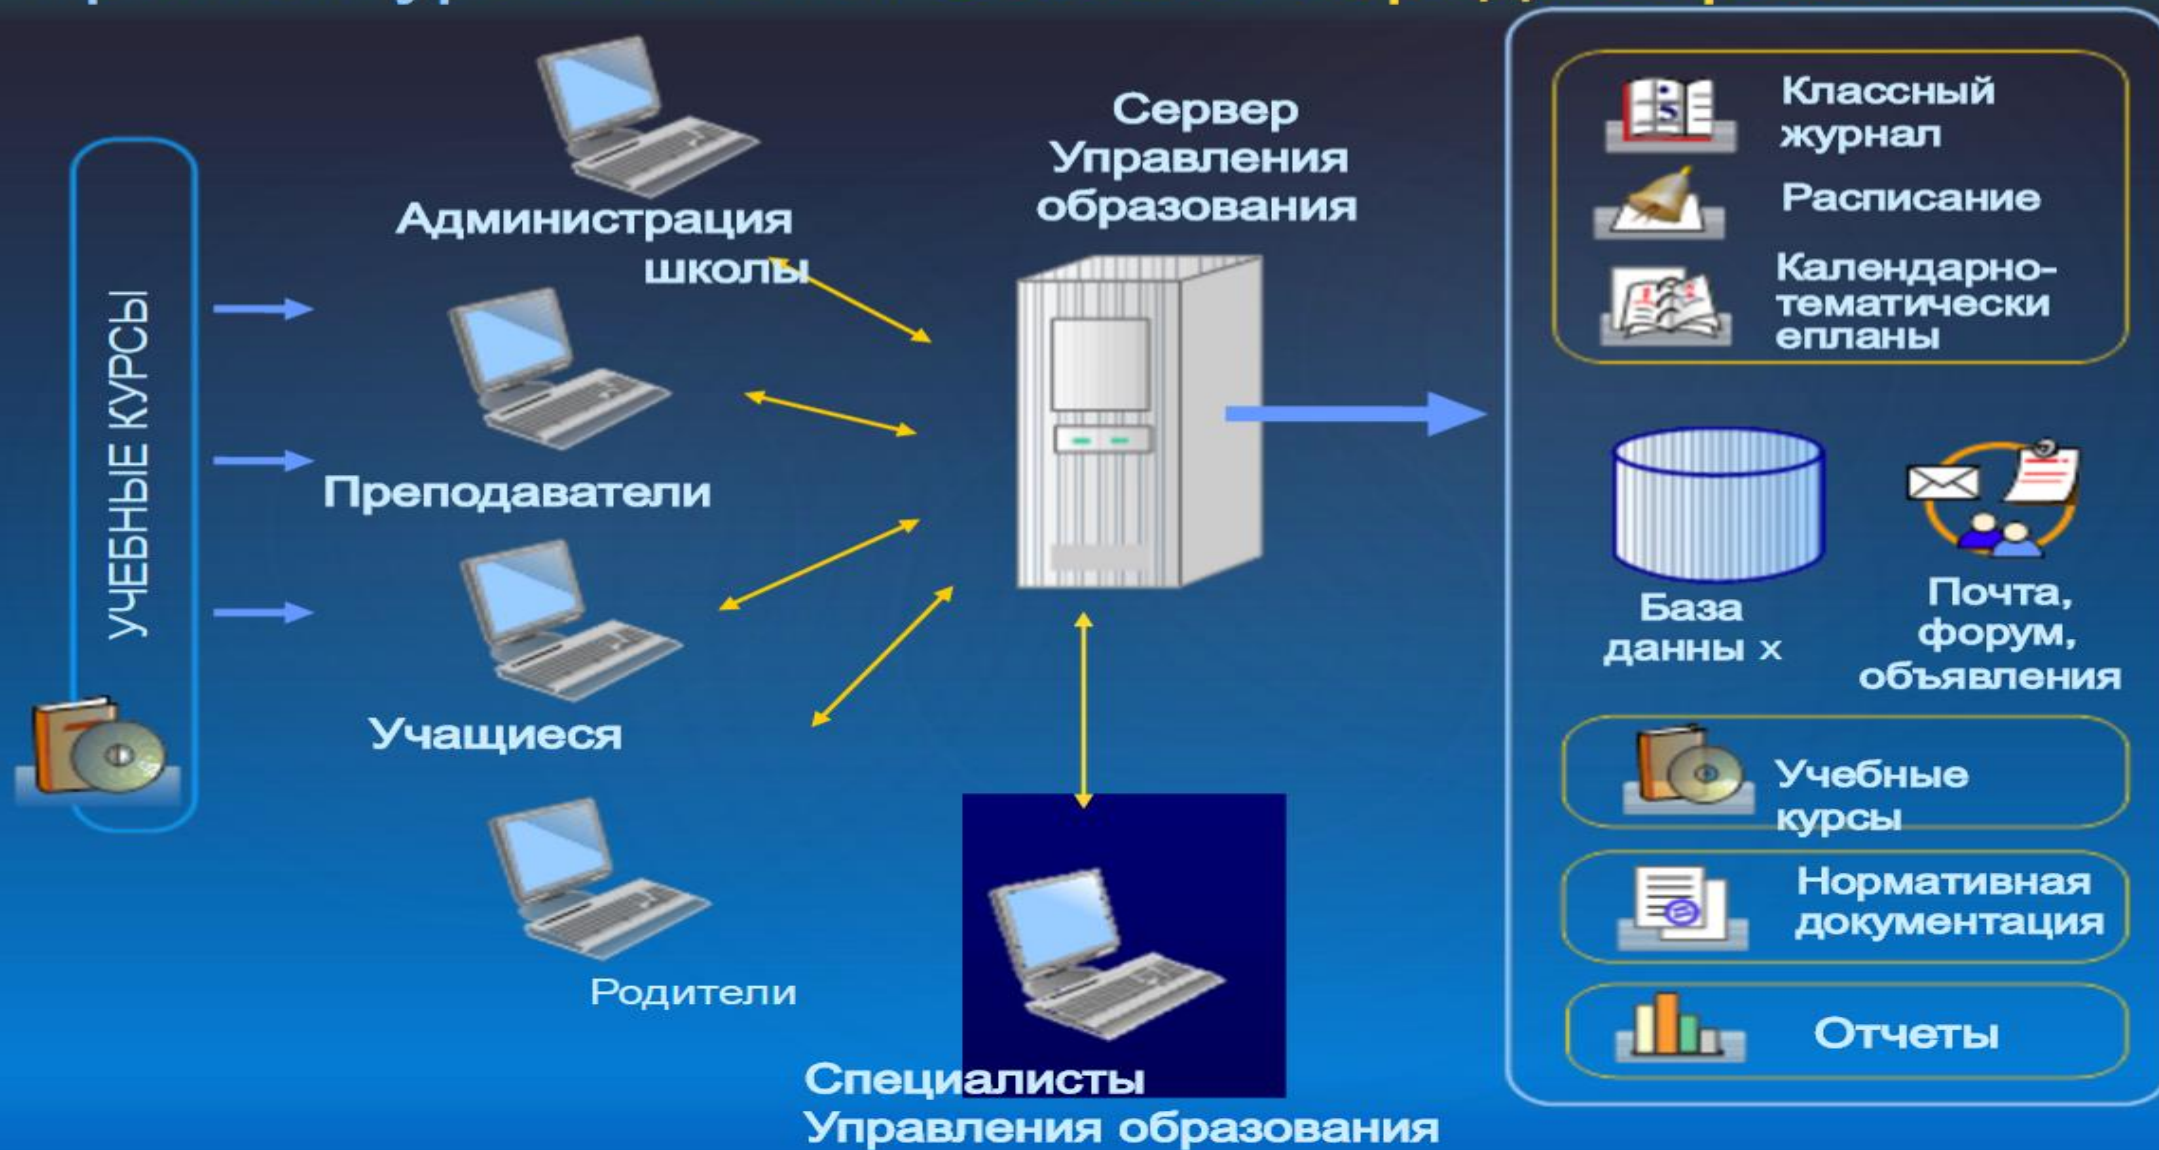 УЧЕБНЫЕ КУРСЫ
Администрация
школы
Преподаватели
Учащиеся
Родители
Сервер
Управления
образования
Специалисты
Управления образования
Классный
журнал
Расписание
Календарно-
тематически
епланы
База
данны х
Почта,
форум,
объявления
Учебные
курсы
Нормативная
документация
Отчеты